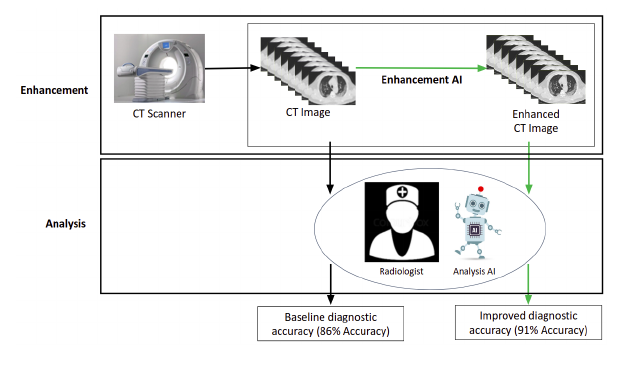 Enhancement
CT Scanner
CT Image
Enhancement AI
Enhanced
CT Image
Analysis
Radiologist
AI
Analysis AI
Baseline diagnostic
accuracy (86% Accuracy)
Improved diagnostic
accuracy (91% Accuracy)